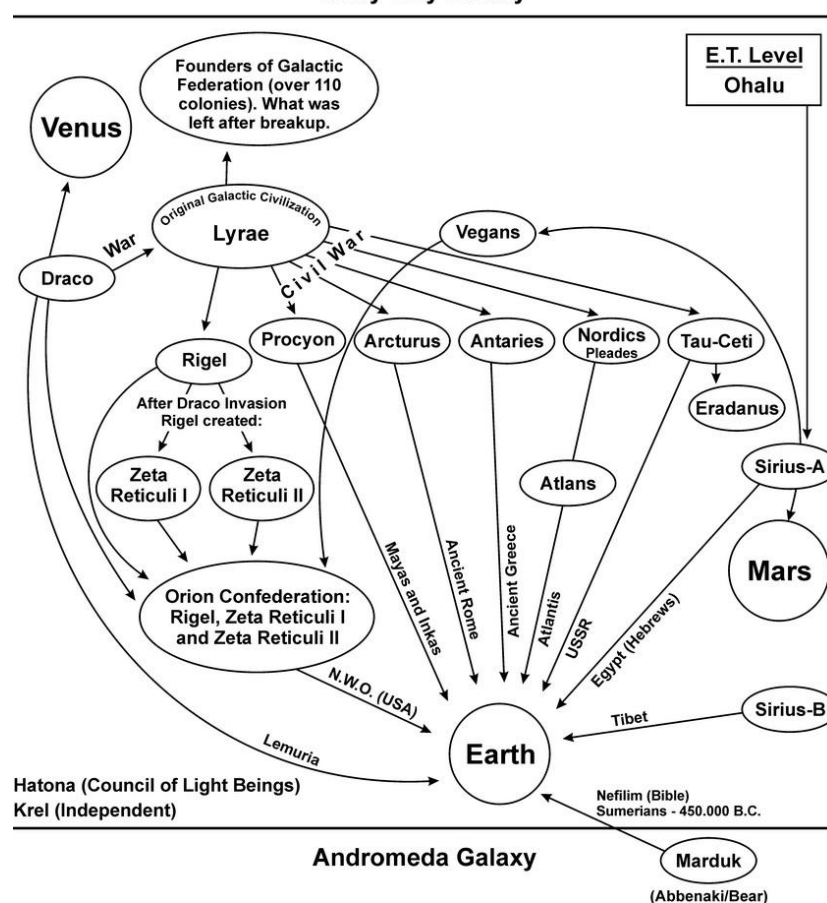 E.T. Level
Ohalu
Founders of Galactic
Federation (over 110
colonies). What was
left after breakup.
Venus
Original Galactic Civilization
Lyrae
War
Civil War
Vegans
Draco
Procyon
Arcturus
Antaries
Nordics
Pleades
Tau-Ceti
Rigel
After Draco Invasion
Rigel created:
Eradanus
Zeta
Reticuli I
Zeta
Reticuli II
Atlans
Sirius-A
Mars
Orion Confederation:
Rigel, Zeta Reticuli I
and Zeta Reticuli II
Mayas and Inkas
Ancient Rome
Ancient Greece
Atlantis
USSR
Egypt (Hebrews)
N.W.O. (USA)
Sirius-B
Tibet
Lemuria
Earth
Hatona (Council of Light Beings)
Krel (Independent)
Nefilim (Bible)
Sumerians - 450.000 B.C.
Andromeda Galaxy
Marduk
(Abbenaki/Bear)